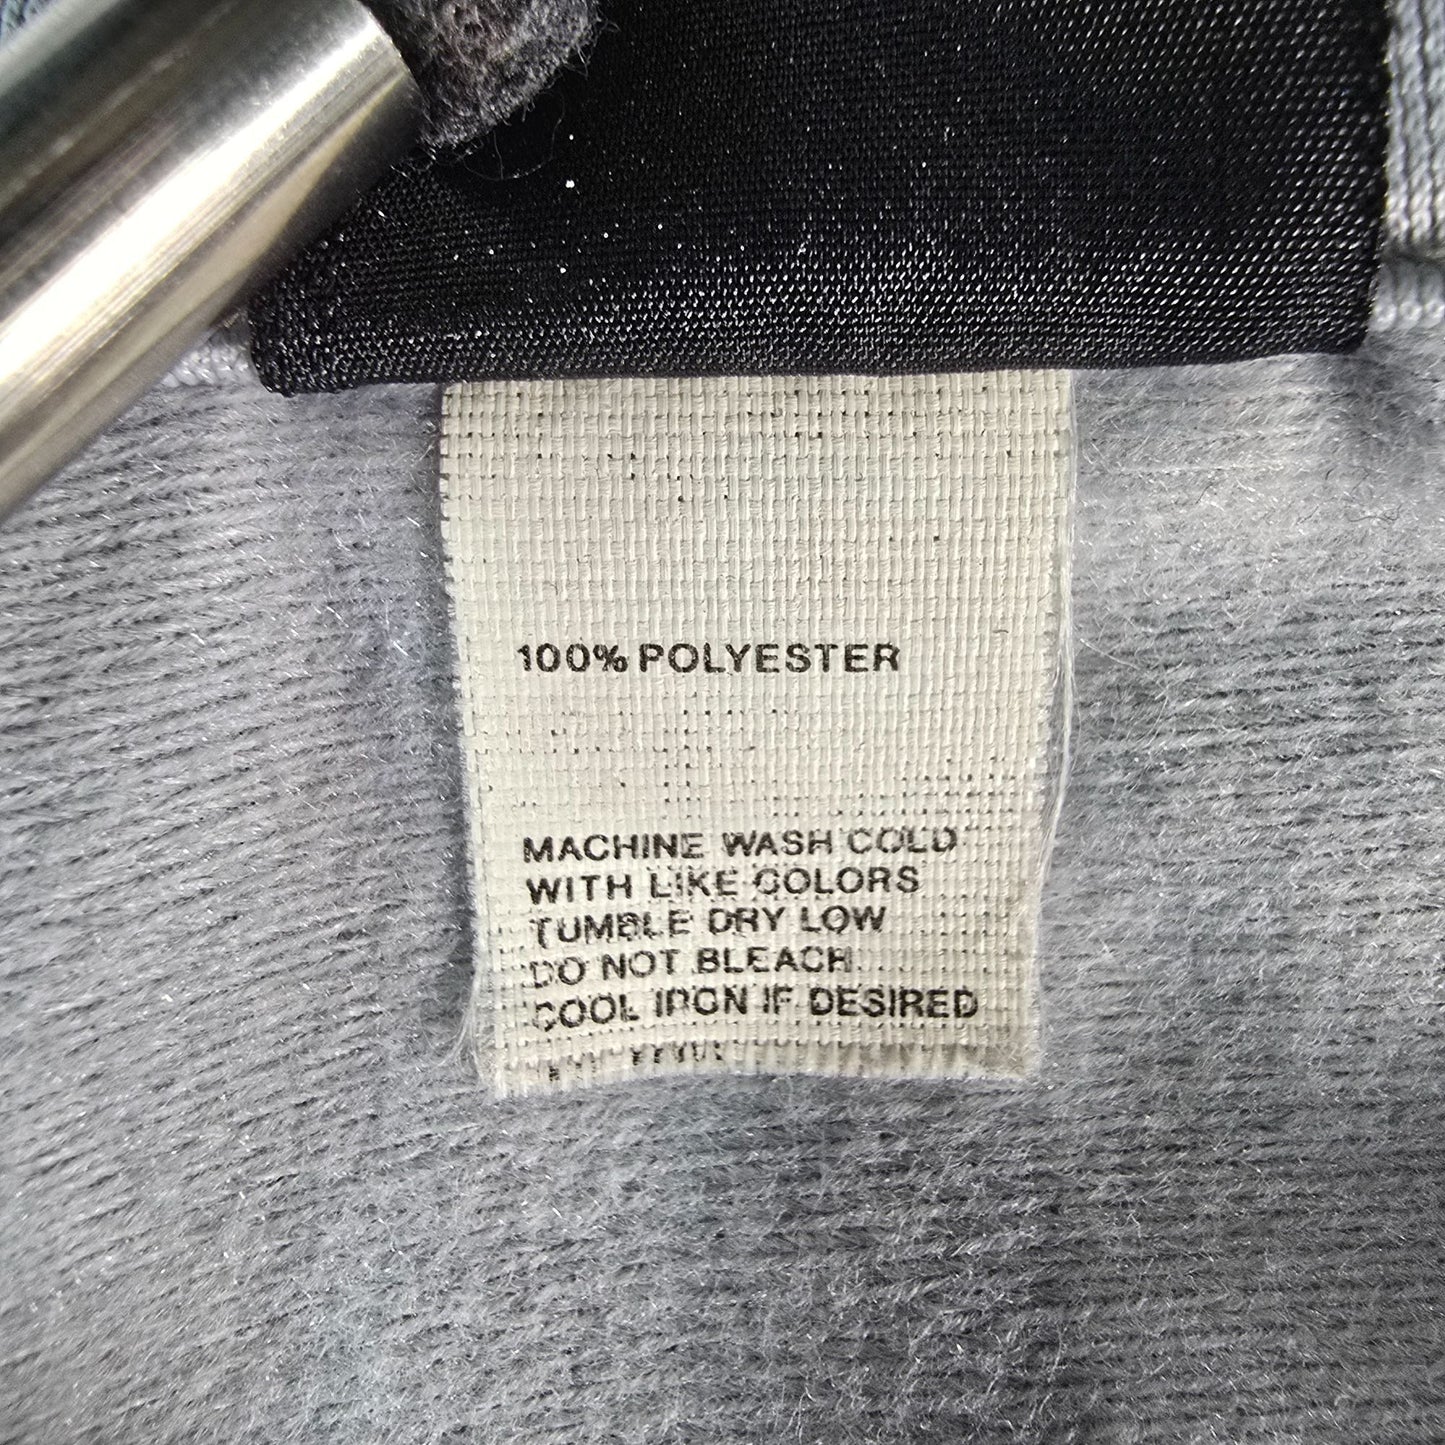 100% POLYESTER
MACHINE WASH COLD
WITH LIKE COLORS
TUMBLE DRY LOW
DO NOT BLEACH
COOL IRON IF DESIRED